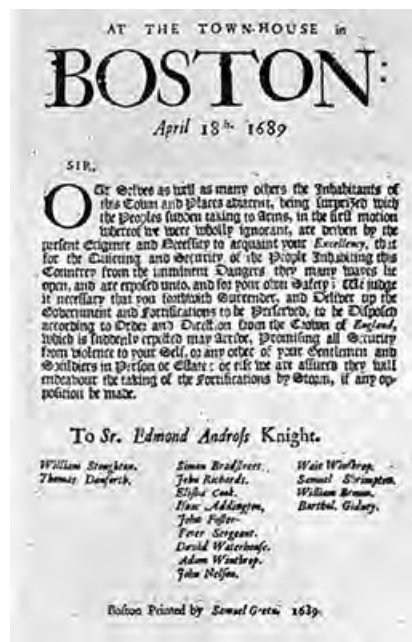 AT THE TOWN-HOUSE in
BOSTON:
April 18th. 1689
SIR,
OUr Selves as well as many others the Inhabitants of
this Town and Places adjacent, being surprized with
the Peoples sudden taking to Arms, in the first motion
whereof we were wholly ignorant, are driven by the
present Exigence and Necessity to acquaint your Excellency, that
for the Quieting and Security of the People Inhabiting this
Countrey from the imminent Dangers they many wayes lie
open, and are exposed unto, and for your own Safety; We judge
it necessary that you forthwith Surrender, and Deliver up the
Government and Fortifications to be Preserved, to be Disposed
according to Order and Direction from the Crown of England,
which is suddenly expected may Arrive, Promising all Security
from violence to your Self, or any other of your Gentlemen and
Souldiers in Person or Estate: or else we are assured they will
endeavour the taking of the Fortifications by Storm, if any op-
position be made.
To Sr. Edmond Andross Knight.
William Stoughton.
Thomas Danforth.
Simon Bradstreet.
John Richards.
Elisha Cook.
Isaac Addington,
John Foster
Peter Sergeant.
David Waterhouse.
Adam Winthrop.
John Nelson.
Wait Winthrop.
Samuel Shrimpton.
William Brown.
Barthol. Gidney.
Boston Printed by Samuel Green. 1689.